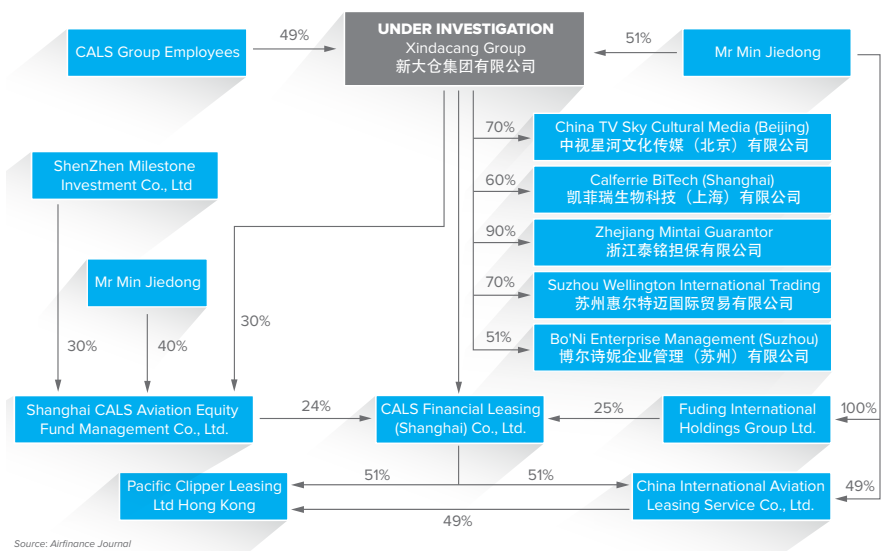 CALS Group Employees
49%
UNDER INVESTIGATION
Xindacang Group
新大仓集团有限公司
51%
Mr Min Jiedong
70%
China TV Sky Cultural Media (Beijing)
中视星河文化传媒（北京）有限公司
ShenZhen Milestone
Investment Co., Ltd
60%
Calferrie BiTech (Shanghai)
凯菲瑞生物科技（上海）有限公司
90%
Zhejiang Mintai Guarantor
浙江泰铭担保有限公司
Mr Min Jiedong
70%
Suzhou Wellington International Trading
苏州惠尔特迈国际贸易有限公司
30%
40%
30%
51%
Bo'Ni Enterprise Management (Suzhou)
博尔诗妮企业管理（苏州）有限公司
Shanghai CALS Aviation Equity
Fund Management Co., Ltd.
24%
CALS Financial Leasing
(Shanghai) Co., Ltd.
25%
Fuding International
Holdings Group Ltd.
100%
Pacific Clipper Leasing
Ltd Hong Kong
51%
51%
China International Aviation
Leasing Service Co., Ltd.
49%
49%
Source: Airfinance Journal